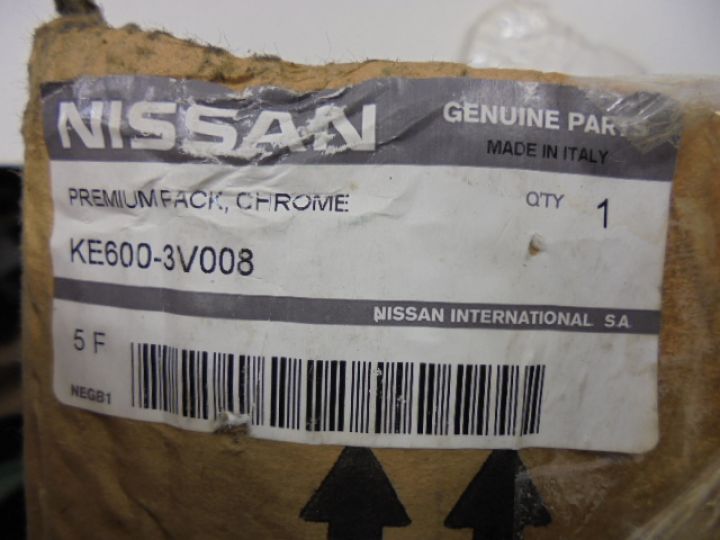 NISSAN
GENUINE PARTS
MADE IN ITALY
PREMIUM PACK, CHROME
QTY 1
KE600-3V008
NISSAN INTERNATIONAL SA
5 F
NEGB1